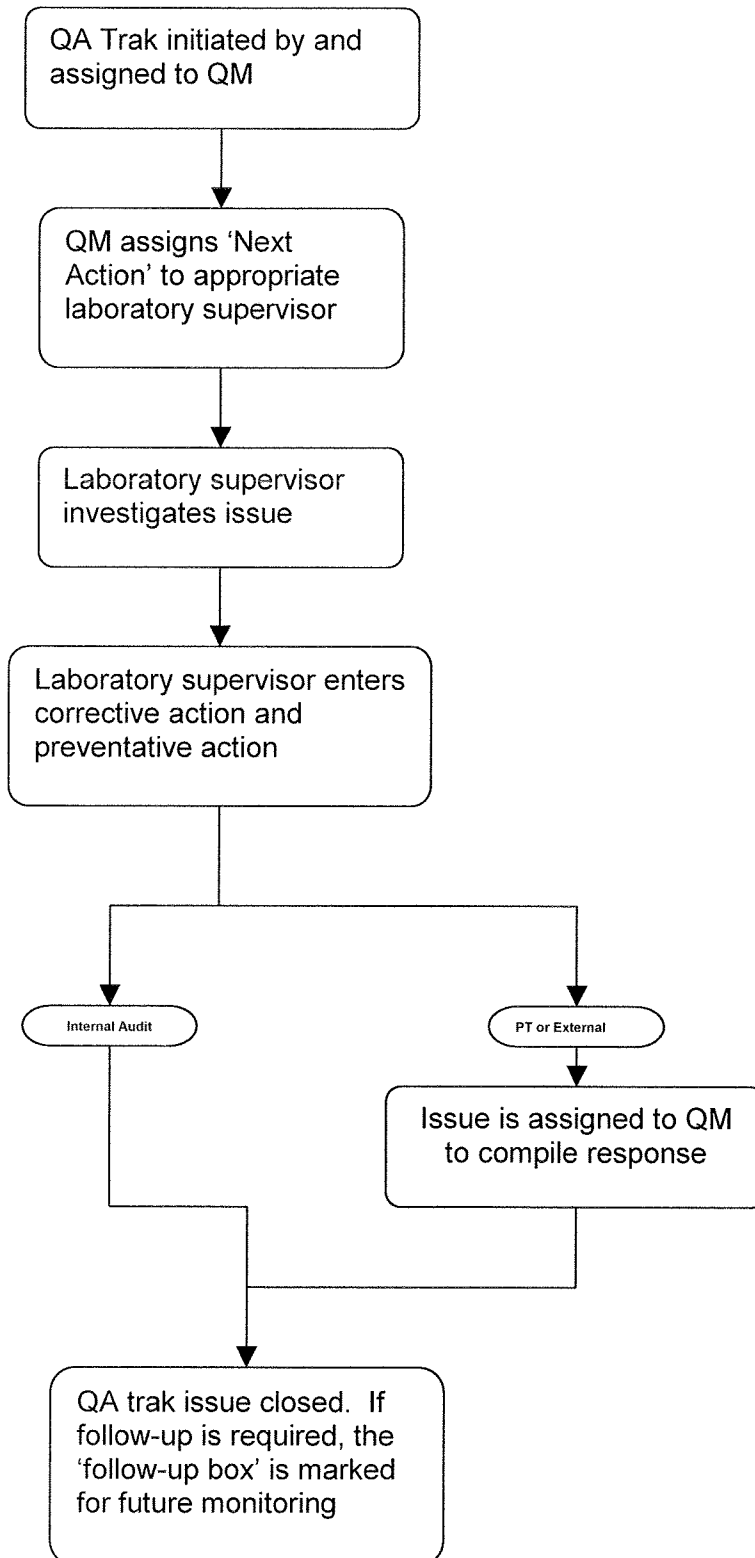 QA Trak initiated by and
assigned to QM
QM assigns ‘Next
Action’ to appropriate
laboratory supervisor
Laboratory supervisor
investigates issue
Laboratory supervisor enters
corrective action and
preventative action
Internal Audit
PT or External
Issue is assigned to QM
to compile response
QA trak issue closed.  If
follow-up is required, the
‘follow-up box’ is marked
for future monitoring